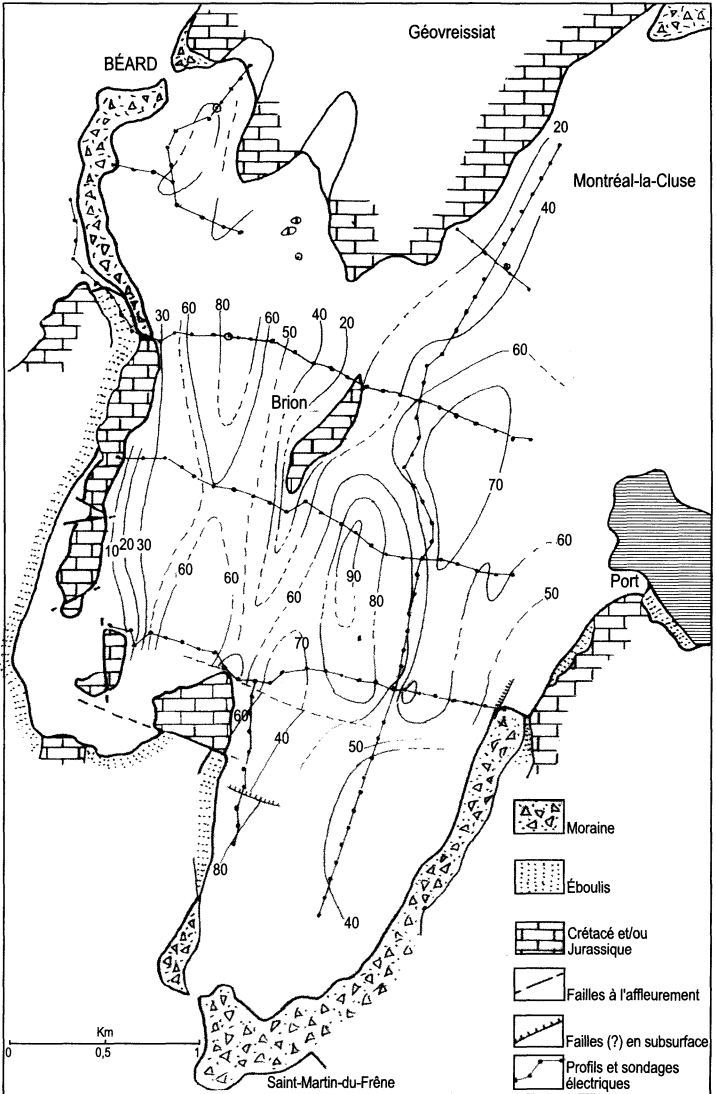 Géovreissiat
BÉARD
20
Montréal-la-Cluse
40
30
60
80
60
50
40
20
60
Brion
70
10
20
30
60
60
60
90
80
60
50
Port
70
60
40
50
80
40
Moraine
Éboulis
Crétacé et/ou
Jurassique
Failles à l'affleurement
Failles (?) en subsurface
Profils et sondages
électriques
Km
0
0,5
1
Saint-Martin-du-Frêne